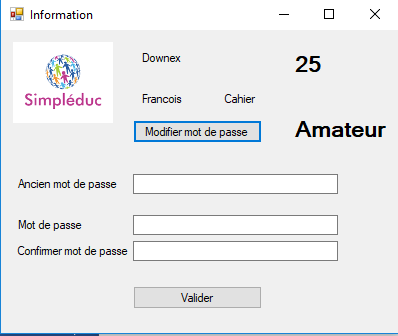 Information
Downex
25
Simpléduc
Francois Cahier
Modifier mot de passe
Amateur
Ancien mot de passe
Mot de passe
Confirmer mot de passe
Valider